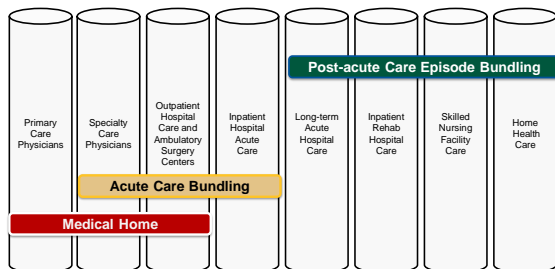 Post-acute Care Episode Bundling
Primary
Care
Physicians
Specialty
Care
Physicians
Outpatient
Hospital
Care and
Ambulatory
Surgery
Centers
Inpatient
Hospital
Acute
Care
Long-term
Acute
Hospital
Care
Inpatient
Rehab
Hospital
Care
Skilled
Nursing
Facility
Care
Home
Health
Care
Acute Care Bundling
Medical Home